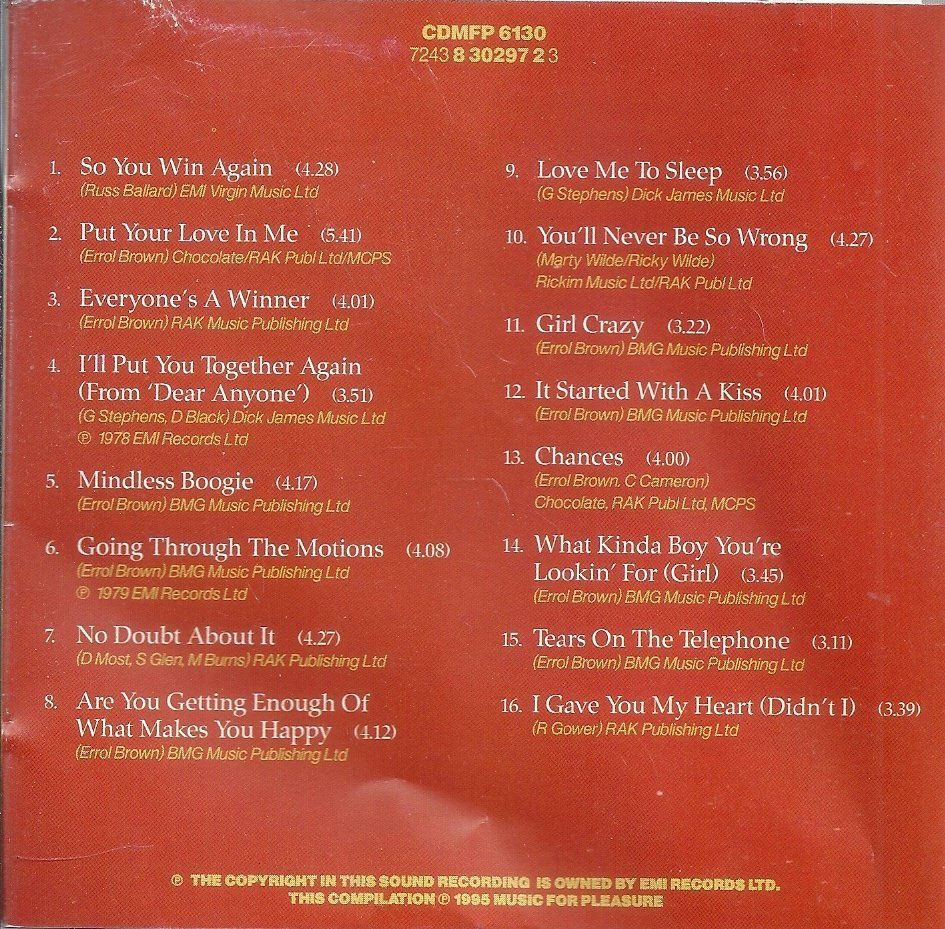 CDMFP 6130
7243 8 30297 2 3
1. So You Win Again (4.28)
(Russ Ballard) EMI Virgin Music Ltd
2. Put Your Love In Me (5.41)
(Errol Brown) Chocolate/RAK Publ Ltd/MCPS
3. Everyone's A Winner (4.01)
(Errol Brown) RAK Music Publishing Ltd
4. I'll Put You Together Again
(From 'Dear Anyone') (3.51)
(G Stephens, D Black) Dick James Music Ltd
℗ 1978 EMI Records Ltd
5. Mindless Boogie (4.17)
(Errol Brown) BMG Music Publishing Ltd
6. Going Through The Motions (4.08)
(Errol Brown) BMG Music Publishing Ltd
℗ 1979 EMI Records Ltd
7. No Doubt About It (4.27)
(D Most, S Glen, M Burns) RAK Publishing Ltd
8. Are You Getting Enough Of
What Makes You Happy (4.12)
(Errol Brown) BMG Music Publishing Ltd
9. Love Me To Sleep (3.56)
(G Stephens) Dick James Music Ltd
10. You'll Never Be So Wrong (4.27)
(Marty Wilde/Ricky Wilde)
Rickim Music Ltd/RAK Publ Ltd
11. Girl Crazy (3.22)
(Errol Brown) BMG Music Publishing Ltd
12. It Started With A Kiss (4.01)
(Errol Brown) BMG Music Publishing Ltd
13. Chances (4.00)
(Errol Brown. C Cameron)
Chocolate, RAK Publ Ltd, MCPS
14. What Kinda Boy You're
Lookin' For (Girl) (3.45)
(Errol Brown) BMG Music Publishing Ltd
15. Tears On The Telephone (3.11)
(Errol Brown) BMG Music Publishing Ltd
16. I Gave You My Heart (Didn't I) (3.39)
(R Gower) RAK Publishing Ltd
℗ THE COPYRIGHT IN THIS SOUND RECORDING IS OWNED BY EMI RECORDS LTD.
THIS COMPILATION ℗ 1995 MUSIC FOR PLEASURE